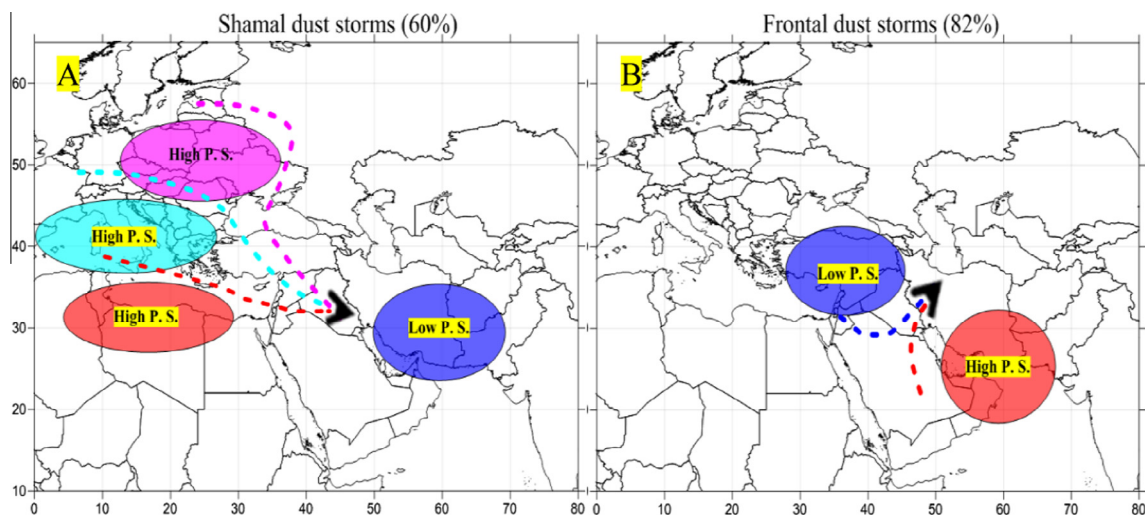 Shamal dust storms (60%)
A
High P. S.
High P. S.
High P. S.
Low P. S.
60
50
40
30
20
10
0 10 20 30 40 50 60 70 80
Frontal dust storms (82%)
B
Low P. S.
High P. S.
0 10 20 30 40 50 60 70 80